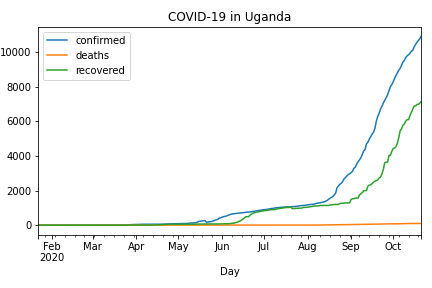 COVID-19 in Uganda
confirmed
deaths
recovered
10000
8000
6000
4000
2000
0
Feb Mar Apr May Jun Jul Aug Sep Oct
2020
Day